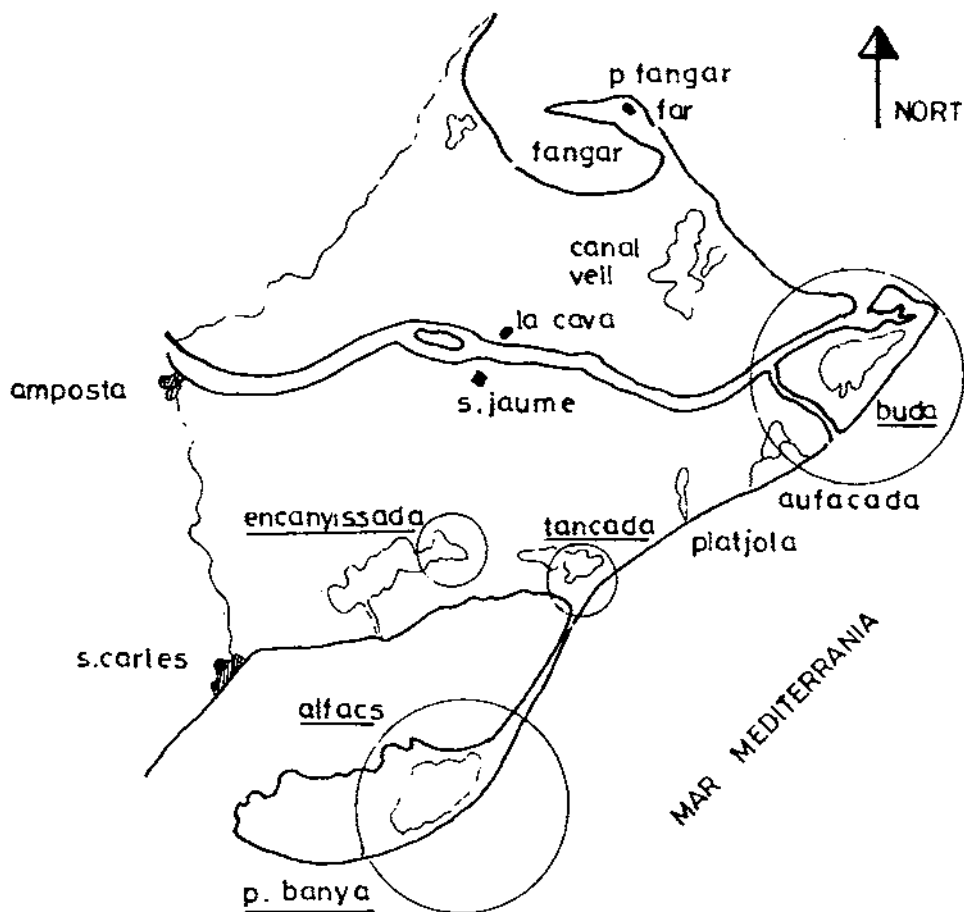 p fangar
far
NORT
fangar
canal
vell
la cava
amposta
s. jaume
buda
aufacada
encanyissada
tancada
platjola
s. carles
alfacs
MAR MEDITERRANIA
p. banya